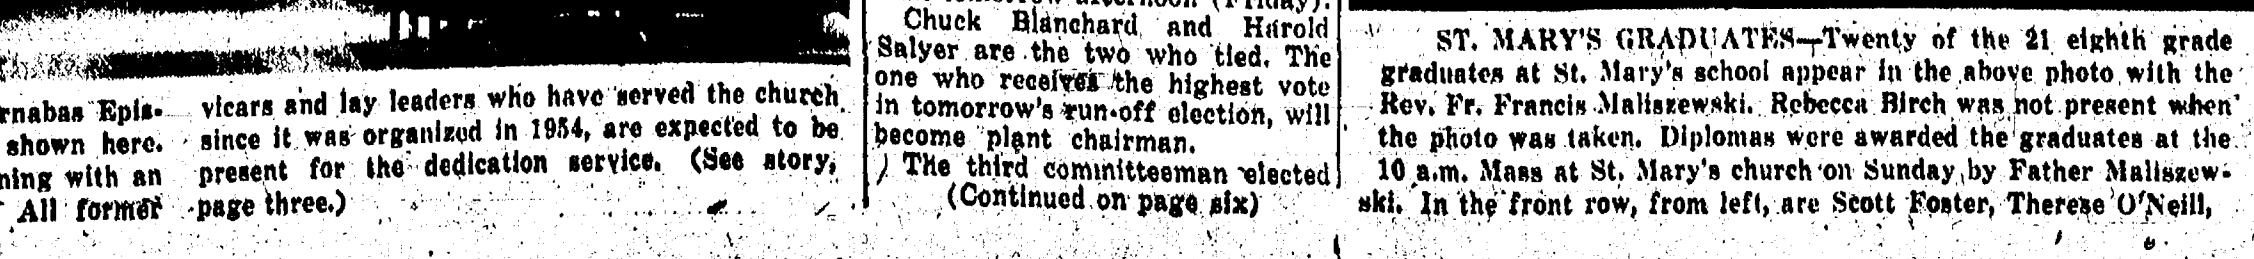 rnabas Epis-
shown here.
ning with an
All former
vicars and lay leaders who have served the church
since it was organized in 1954, are expected to be
present for the dedication service. (See story,
page three.)
Chuck Blanchard and Harold
Salyer are the two who tied. The
one who receives the highest vote
in tomorrow's run-off election, will
become plant chairman.
The third committeeman elected
(Continued on page six)
ST. MARY'S GRADUATES—Twenty of the 21 eighth grade
graduates at St. Mary's school appear in the above photo with the
Rev. Fr. Francis Maliszewski. Rebecca Birch was not present when
the photo was taken. Diplomas were awarded the graduates at the
10 a.m. Mass at St. Mary's church on Sunday by Father Maliszew-
ski. In the front row, from left, are Scott Foster, Therese O'Neill,